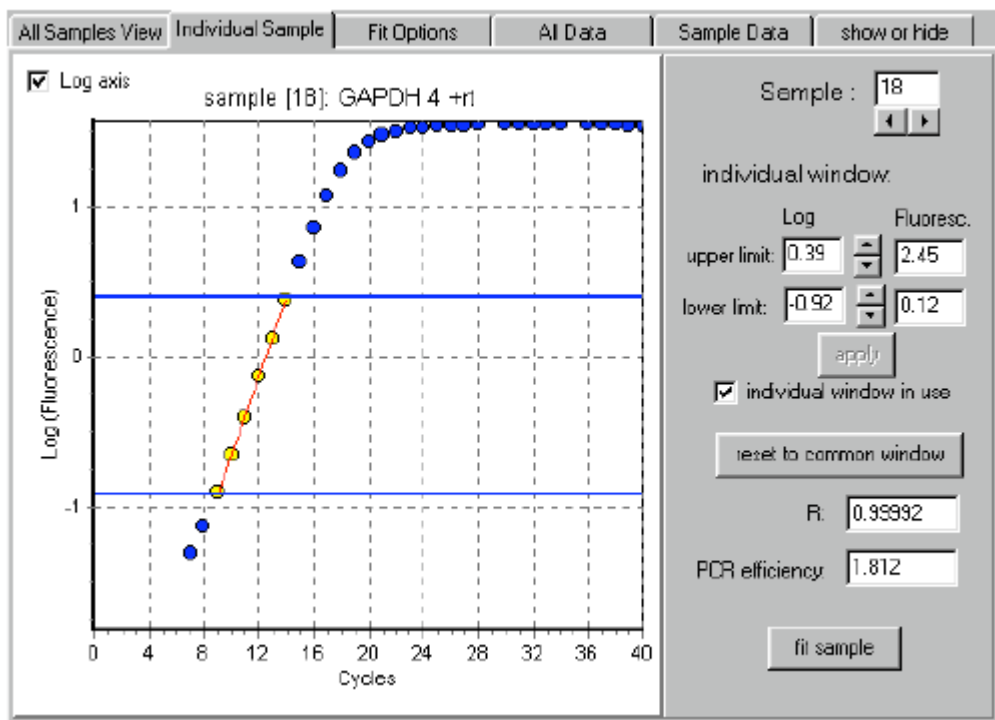 All Samples View Individual Sample Fit Options All Data Sample Data show or hide
Log axis
sample [18]: GAPDH 4 +rt
1
0
-1
Log (Fluorescence)
0 4 8 12 16 20 24 28 32 36 40
Cycles
Sample : 18
individual window:
Log Fluoresc.
upper limit: 0.39 2.45
lower limit: -0.92 0.12
apply
individual window in use
reset to common window
R: 0.99992
PCR efficiency: 1.812
fit sample